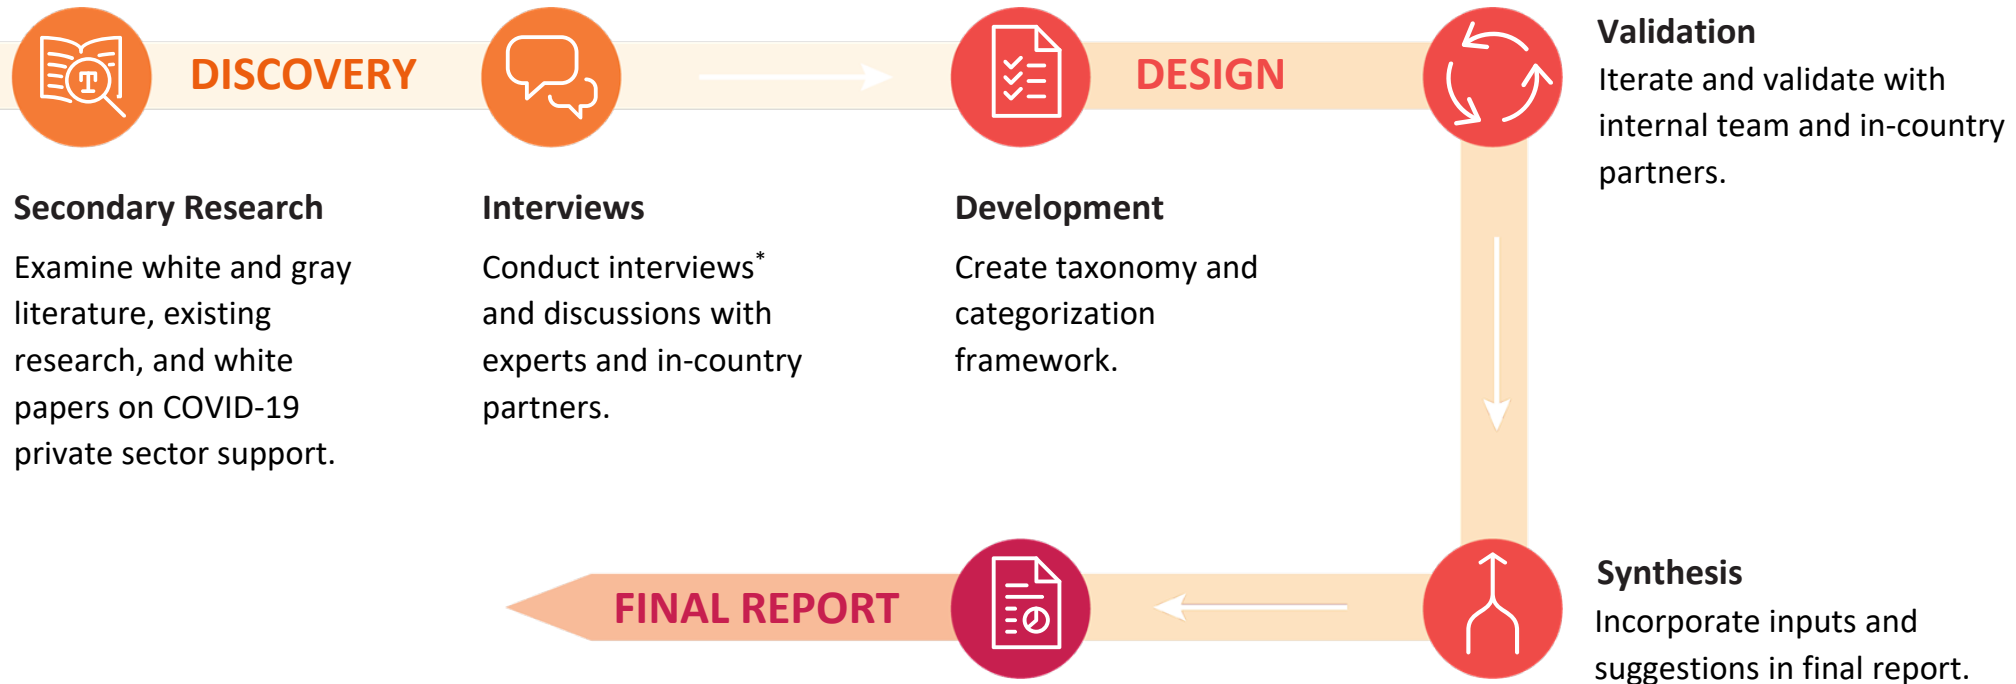 DISCOVERY
DESIGN
Secondary Research
Examine white and gray
literature, existing
research, and white
papers on COVID-19
private sector support.
Interviews
Conduct interviews*
and discussions with
experts and in-country
partners.
Development
Create taxonomy and
categorization
framework.
Validation
Iterate and validate with
internal team and in-country
partners.
Synthesis
Incorporate inputs and
suggestions in final report.
FINAL REPORT
T